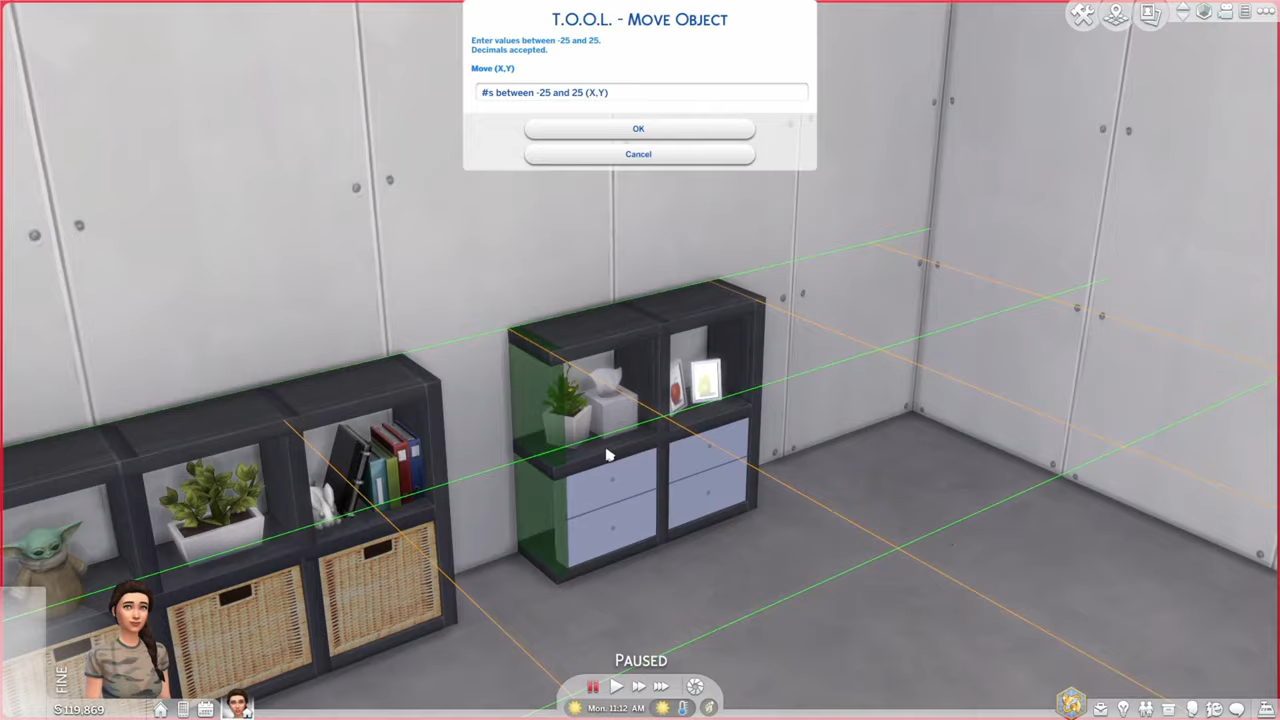 T.O.O.L. - Move Object
Enter values between -25 and 25.
Decimals accepted.
Move (X,Y)
#s between -25 and 25 (X,Y)
OK
Cancel
FINE
Paused
$119,869
Mon. 11:12 AM